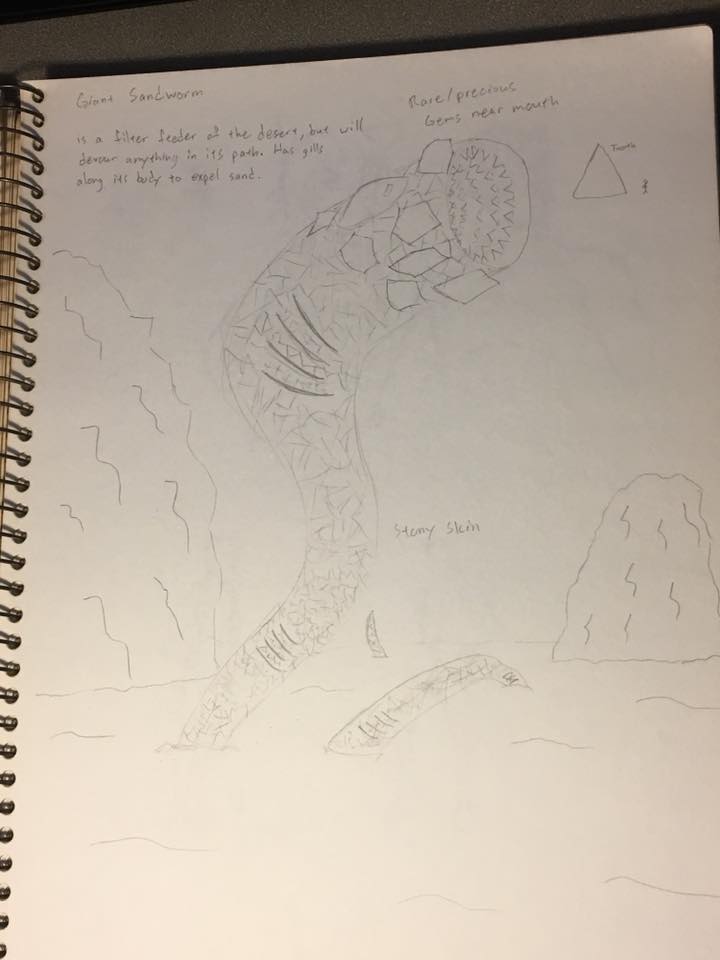 Giant Sandworm
is a filter feeder of the desert, but will
devour anything in its path. Has gills
along its body to expel sand.
Rare/precious
Gems near mouth
Tooth
Stony Skin